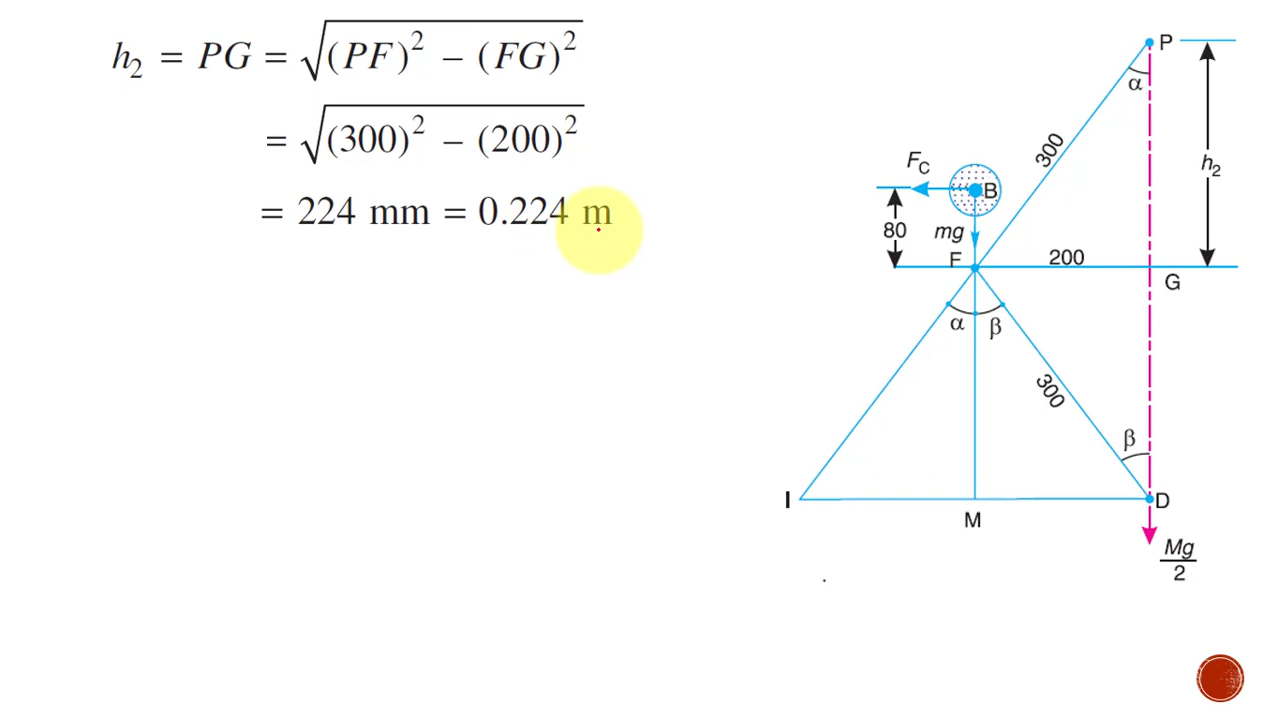 h₂ = PG = √(PF)² – (FG)²
= √(300)² – (200)²
= 224 mm = 0.224 m
P
α
300
h₂
F_C
B
80
mg
F
200
G
α
β
300
β
I
D
M
Mg
2